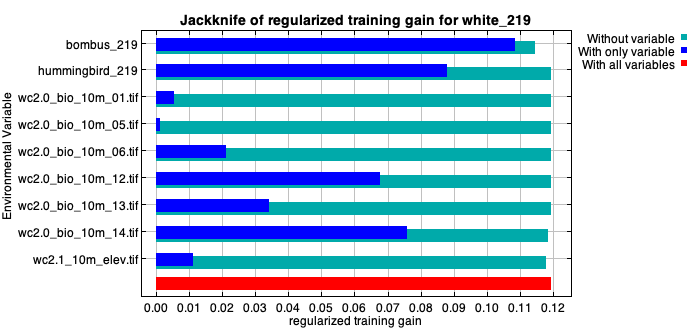 Jackknife of regularized training gain for white_219
Without variable
With only variable
With all variables
Environmental Variable
bombus_219
hummingbird_219
wc2.0_bio_10m_01.tif
wc2.0_bio_10m_05.tif
wc2.0_bio_10m_06.tif
wc2.0_bio_10m_12.tif
wc2.0_bio_10m_13.tif
wc2.0_bio_10m_14.tif
wc2.1_10m_elev.tif
0.00 0.01 0.02 0.03 0.04 0.05 0.06 0.07 0.08 0.09 0.10 0.11 0.12
regularized training gain